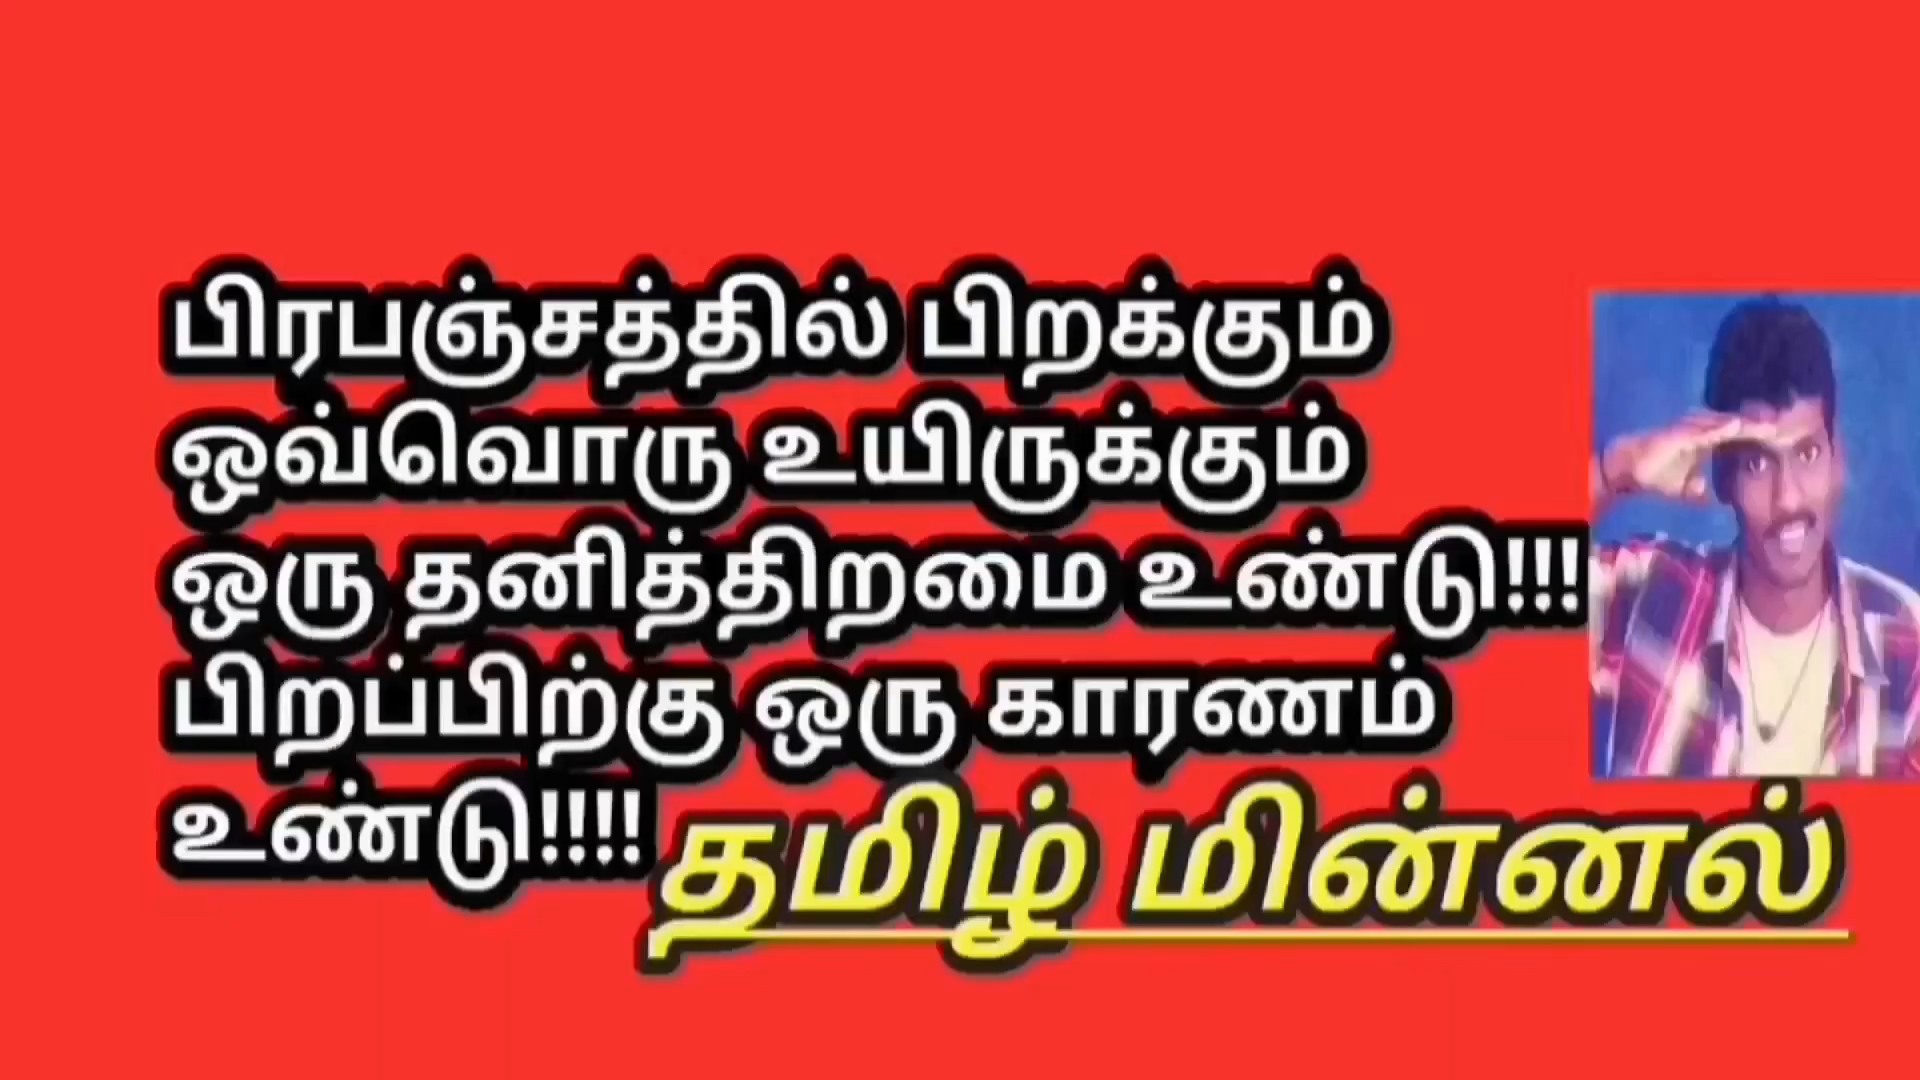 பிரபஞ்சத்தில் பிறக்கும்
ஒவ்வொரு உயிருக்கும்
ஒரு தனித்திறமை உண்டு!!!
பிறப்பிற்கு ஒரு காரணம்
உண்டு!!!!
தமிழ் மின்னல்